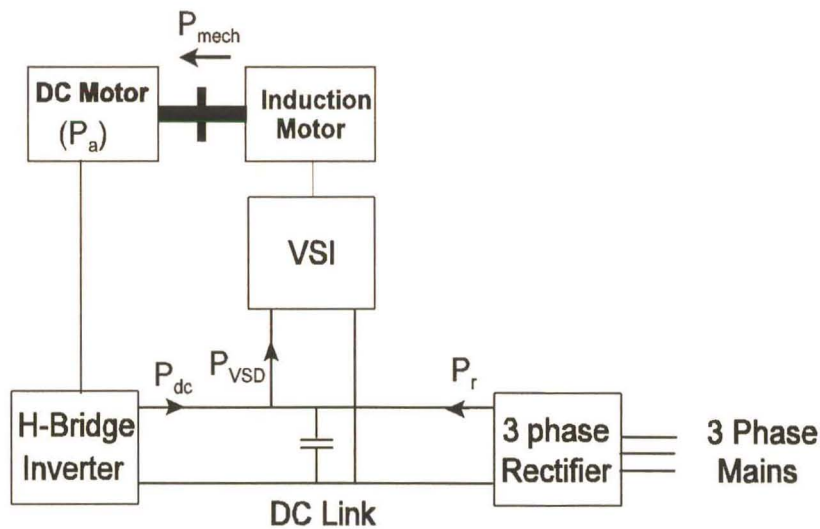 P_mech
DC Motor
(P_a)
Induction
Motor
VSI
P_dc
P_VSD
P_r
H-Bridge
Inverter
3 phase
Rectifier
3 Phase
Mains
DC Link